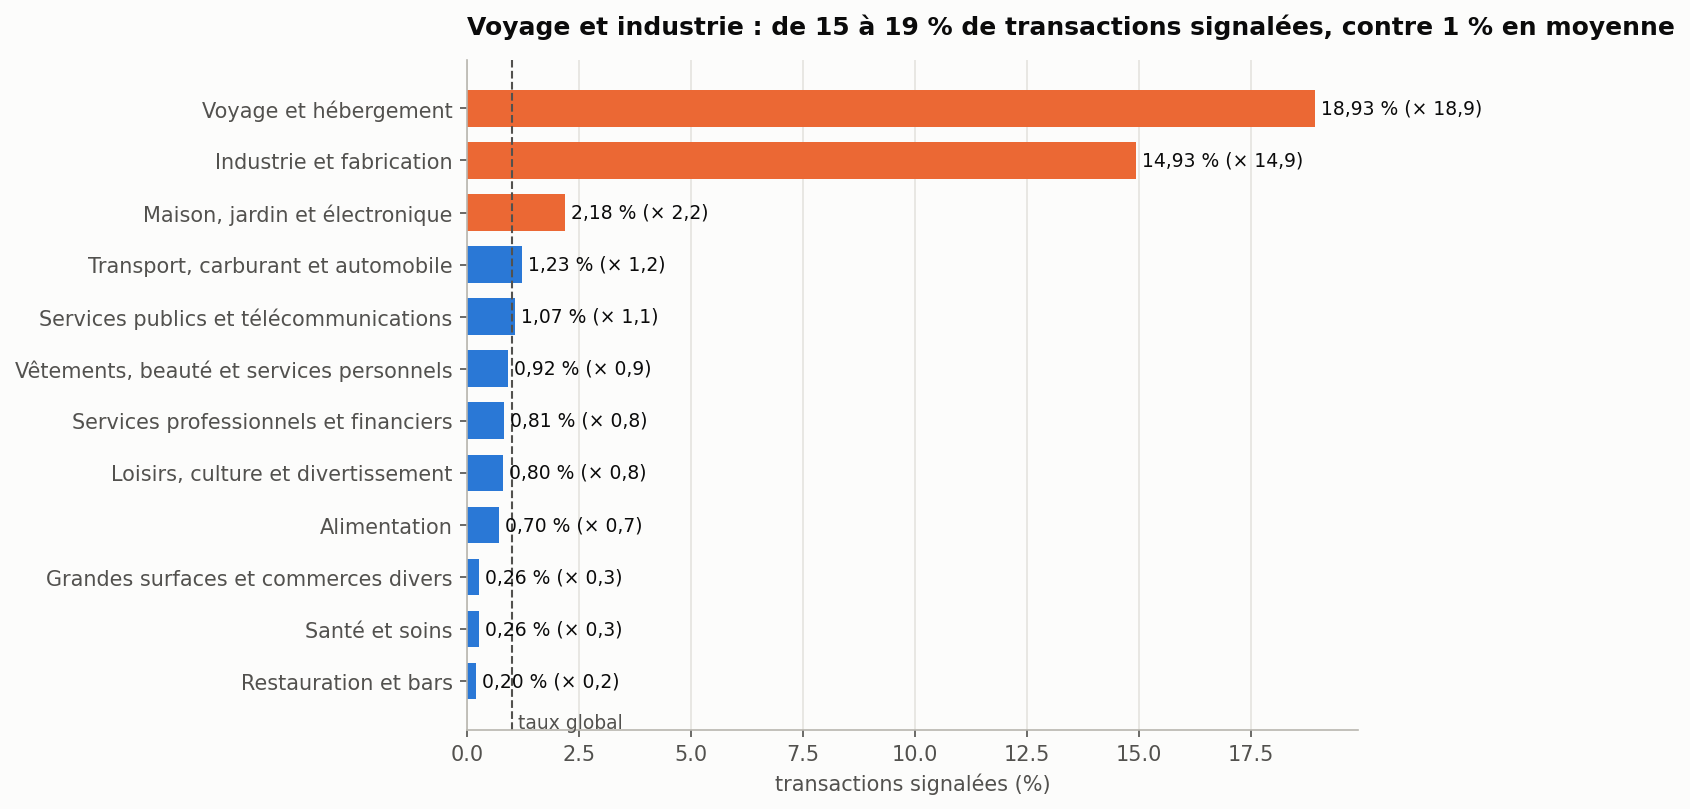 Voyage et industrie : de 15 à 19 % de transactions signalées, contre 1 % en moyenne
Voyage et hébergement 18,93 % (× 18,9)
Industrie et fabrication 14,93 % (× 14,9)
Maison, jardin et électronique 2,18 % (× 2,2)
Transport, carburant et automobile 1,23 % (× 1,2)
Services publics et télécommunications 1,07 % (× 1,1)
Vêtements, beauté et services personnels 0,92 % (× 0,9)
Services professionnels et financiers 0,81 % (× 0,8)
Loisirs, culture et divertissement 0,80 % (× 0,8)
Alimentation 0,70 % (× 0,7)
Grandes surfaces et commerces divers 0,26 % (× 0,3)
Santé et soins 0,26 % (× 0,3)
Restauration et bars 0,20 % (× 0,2)
taux global
0.0 2.5 5.0 7.5 10.0 12.5 15.0 17.5
transactions signalées (%)